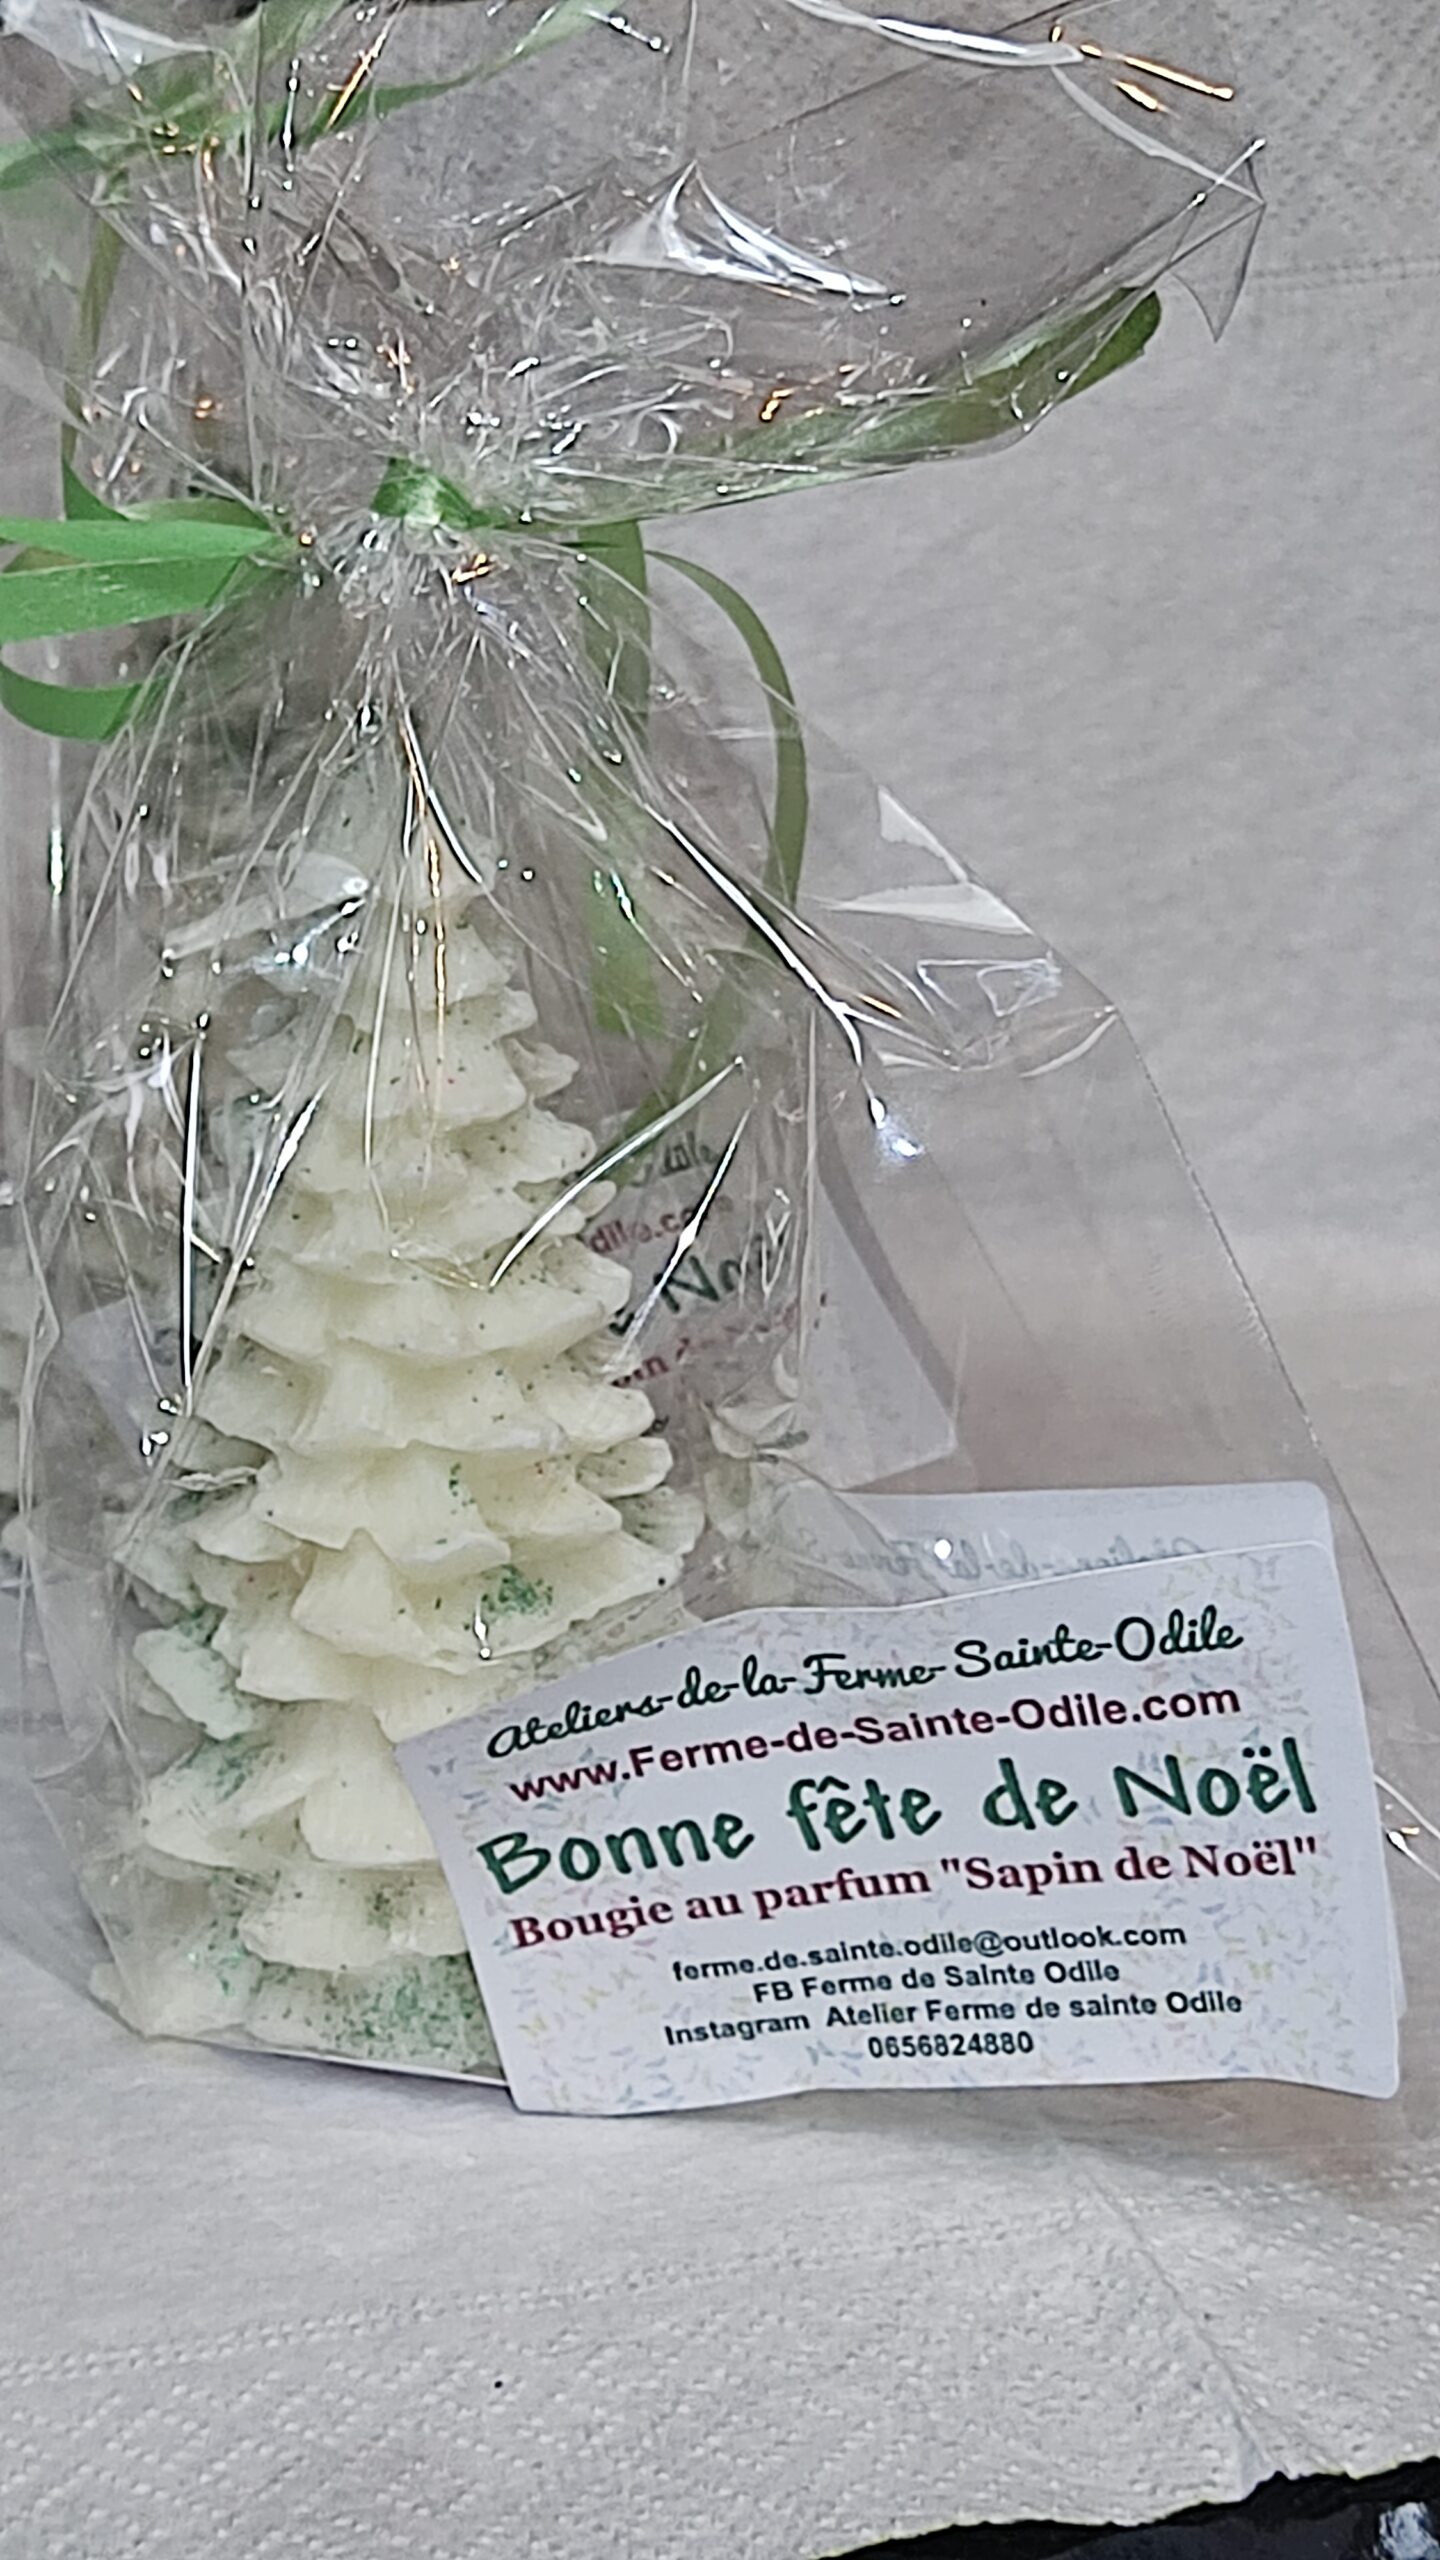 Ateliers-de-la-Ferme-Sainte-Odile
www.Ferme-de-Sainte-Odile.com
Bonne fête de Noël
Bougie au parfum "Sapin de Noël"
ferme.de.sainte.odile@outlook.com
FB Ferme de Sainte Odile
Instagram Atelier Ferme de sainte Odile
0656824880